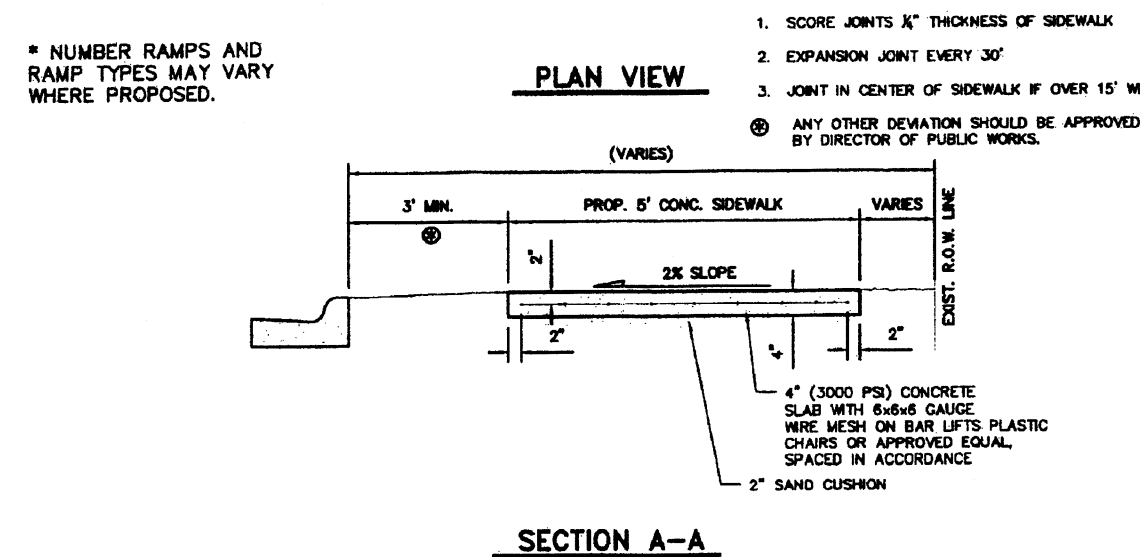 * NUMBER RAMPS AND
RAMP TYPES MAY VARY
WHERE PROPOSED.
PLAN VIEW
1. SCORE JOINTS ¼" THICKNESS OF SIDEWALK
2. EXPANSION JOINT EVERY 30'
3. JOINT IN CENTER OF SIDEWALK IF OVER 15'
⊛ ANY OTHER DEVIATION SHOULD BE APPROVED
BY DIRECTOR OF PUBLIC WORKS.
(VARIES)
3' MIN.
⊛
PROP. 5' CONC. SIDEWALK
VARIES
EXIST. R.O.W. LINE
2"
2% SLOPE
2"
4"
2"
4" (3000 PSI) CONCRETE
SLAB WITH 6x6x6 GAUGE
WIRE MESH ON BAR LIFTS PLASTIC
CHAIRS OR APPROVED EQUAL,
SPACED IN ACCORDANCE
2" SAND CUSHION
SECTION A-A